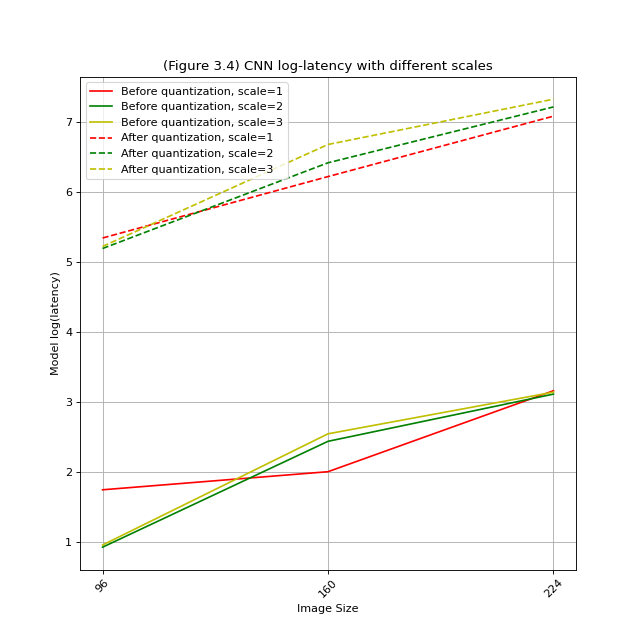 (Figure 3.4) CNN log-latency with different scales
Before quantization, scale=1
Before quantization, scale=2
Before quantization, scale=3
After quantization, scale=1
After quantization, scale=2
After quantization, scale=3
7
6
5
4
3
2
1
Model log(latency)
96
160
224
Image Size